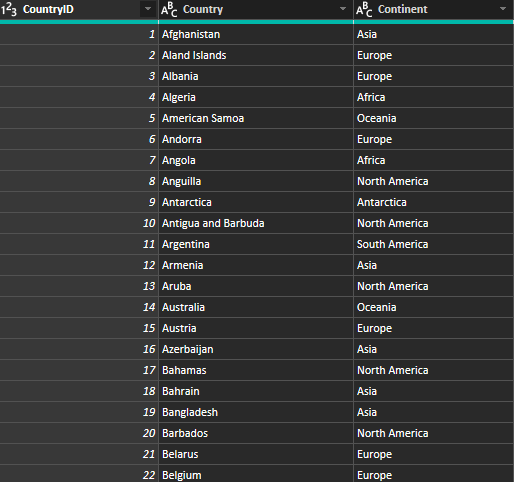 1²3 CountryID ABC Country ABC Continent
1 Afghanistan Asia
2 Aland Islands Europe
3 Albania Europe
4 Algeria Africa
5 American Samoa Oceania
6 Andorra Europe
7 Angola Africa
8 Anguilla North America
9 Antarctica Antarctica
10 Antigua and Barbuda North America
11 Argentina South America
12 Armenia Asia
13 Aruba North America
14 Australia Oceania
15 Austria Europe
16 Azerbaijan Asia
17 Bahamas North America
18 Bahrain Asia
19 Bangladesh Asia
20 Barbados North America
21 Belarus Europe
22 Belgium Europe